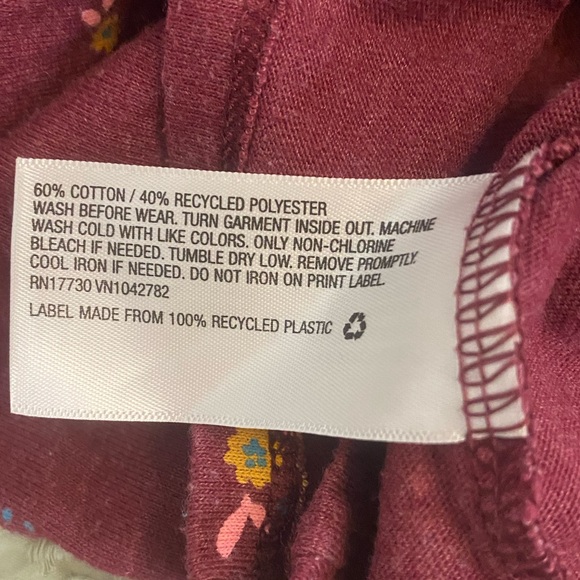 60% COTTON / 40% RECYCLED POLYESTER
WASH BEFORE WEAR. TURN GARMENT INSIDE OUT. MACHINE
WASH COLD WITH LIKE COLORS. ONLY NON-CHLORINE
BLEACH IF NEEDED. TUMBLE DRY LOW. REMOVE PROMPTLY.
COOL IRON IF NEEDED. DO NOT IRON ON PRINT LABEL.
RN17730 VN1042782
LABEL MADE FROM 100% RECYCLED PLASTIC